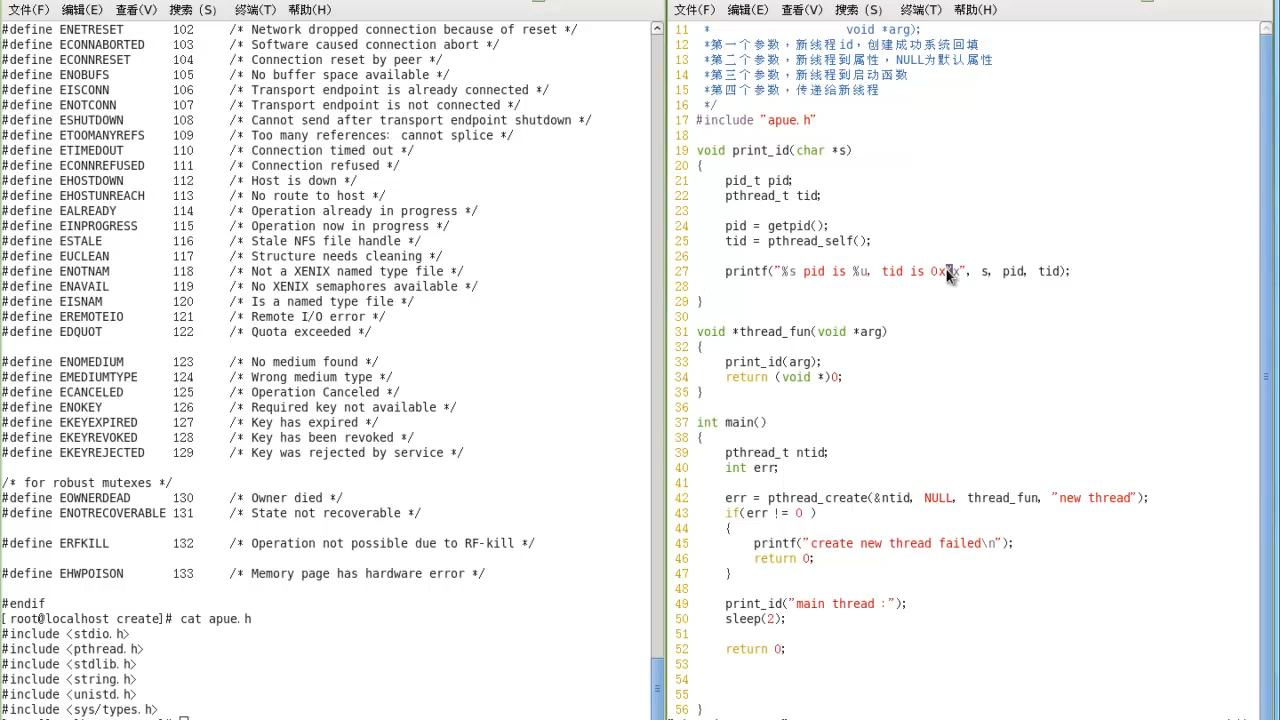 文件(F)  编辑(E)  查看(V)  搜索 (S)  终端(T)  帮助(H)
#define ENETRESET       102     /* Network dropped connection because of reset */
#define ECONNABORTED    103     /* Software caused connection abort */
#define ECONNRESET      104     /* Connection reset by peer */
#define ENOBUFS         105     /* No buffer space available */
#define EISCONN         106     /* Transport endpoint is already connected */
#define ENOTCONN        107     /* Transport endpoint is not connected */
#define ESHUTDOWN       108     /* Cannot send after transport endpoint shutdown */
#define ETOOMANYREFS    109     /* Too many references: cannot splice */
#define ETIMEDOUT       110     /* Connection timed out */
#define ECONNREFUSED    111     /* Connection refused */
#define EHOSTDOWN       112     /* Host is down */
#define EHOSTUNREACH    113     /* No route to host */
#define EALREADY        114     /* Operation already in progress */
#define EINPROGRESS     115     /* Operation now in progress */
#define ESTALE          116     /* Stale NFS file handle */
#define EUCLEAN         117     /* Structure needs cleaning */
#define ENOTNAM         118     /* Not a XENIX named type file */
#define ENAVAIL         119     /* No XENIX semaphores available */
#define EISNAM          120     /* Is a named type file */
#define EREMOTEIO       121     /* Remote I/O error */
#define EDQUOT          122     /* Quota exceeded */
#define ENOMEDIUM       123     /* No medium found */
#define EMEDIUMTYPE     124     /* Wrong medium type */
#define ECANCELED       125     /* Operation Canceled */
#define ENOKEY          126     /* Required key not available */
#define EKEYEXPIRED     127     /* Key has expired */
#define EKEYREVOKED     128     /* Key has been revoked */
#define EKEYREJECTED    129     /* Key was rejected by service */
/* for robust mutexes */
#define EOWNERDEAD      130     /* Owner died */
#define ENOTRECOVERABLE 131     /* State not recoverable */
#define ERFKILL         132     /* Operation not possible due to RF-kill */
#define EHWPOISON       133     /* Memory page has hardware error */
#endif
[root@localhost create]# cat apue.h
#include <stdio.h>
#include <pthread.h>
#include <stdlib.h>
#include <string.h>
#include <unistd.h>
#include <sys/types.h>
文件(F)  编辑(E)  查看(V)  搜索 (S)  终端(T)  帮助(H)
11  *                   void *arg);
12  *第一个参数，新线程id，创建成功系统回填
13  *第二个参数，新线程到属性，NULL为默认属性
14  *第三个参数，新线程到启动函数
15  *第四个参数，传递给新线程
16  */
17 #include "apue.h"
18
19 void print_id(char *s)
20 {
21     pid_t pid;
22     pthread_t tid;
23
24     pid = getpid();
25     tid = pthread_self();
26
27     printf("%s pid is %u, tid is 0x%x", s, pid, tid);
28
29 }
30
31 void *thread_fun(void *arg)
32 {
33     print_id(arg);
34     return (void *)0;
35 }
36
37 int main()
38 {
39     pthread_t ntid;
40     int err;
41
42     err = pthread_create(&ntid, NULL, thread_fun, "new thread");
43     if(err != 0 )
44     {
45         printf("create new thread failed\n");
46         return 0;
47     }
48
49     print_id("main thread :");
50     sleep(2);
51
52     return 0;
53
54
55
56 }